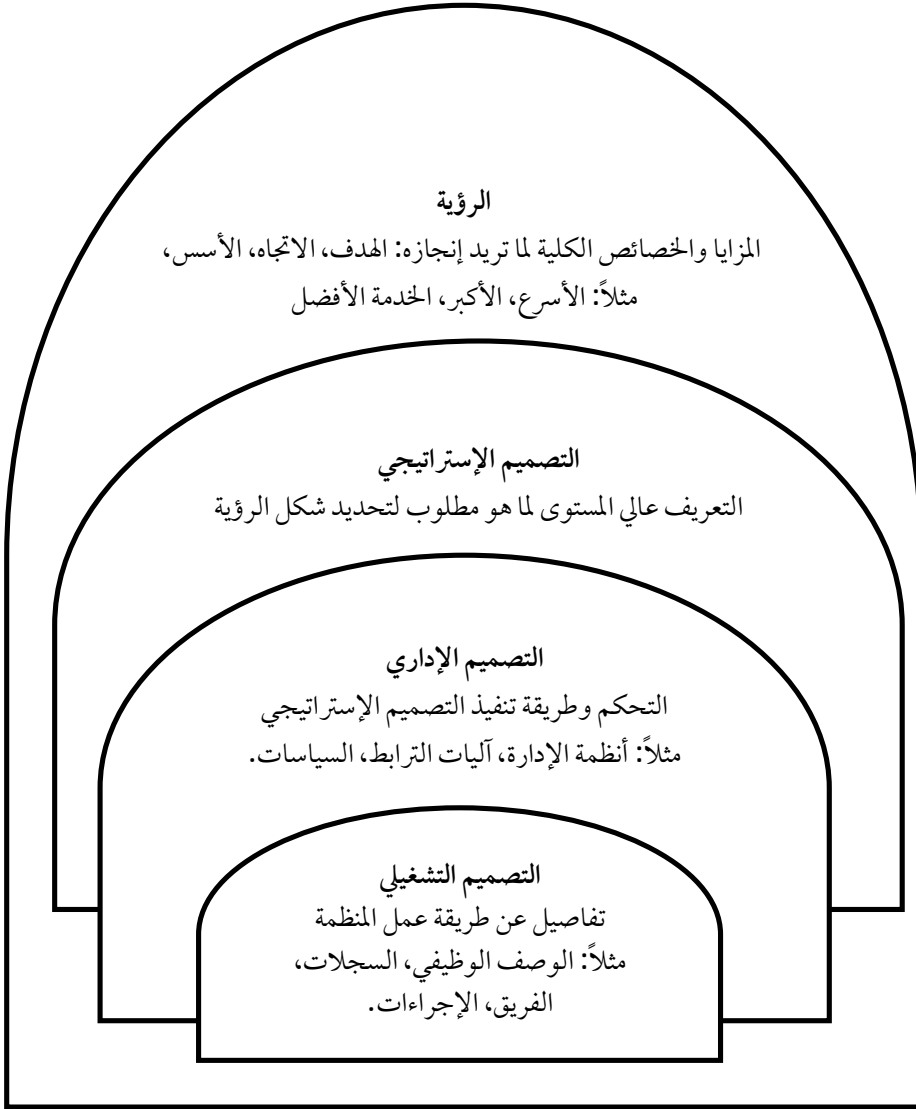 الرؤية
المزايا والخصائص الكلية لما تريد إنجازه: الهدف، الاتجاه، الأسس،
مثلاً: الأسرع، الأكبر، الخدمة الأفضل
التصميم الإستراتيجي
التعريف عالي المستوى لما هو مطلوب لتحديد شكل الرؤية
التصميم الإداري
التحكم وطريقة تنفيذ التصميم الإستراتيجي
مثلاً: أنظمة الإدارة، آليات الترابط، السياسات.
التصميم التشغيلي
تفاصيل عن طريقة عمل المنظمة
مثلاً: الوصف الوظيفي، السجلات،
الفريق، الإجراءات.